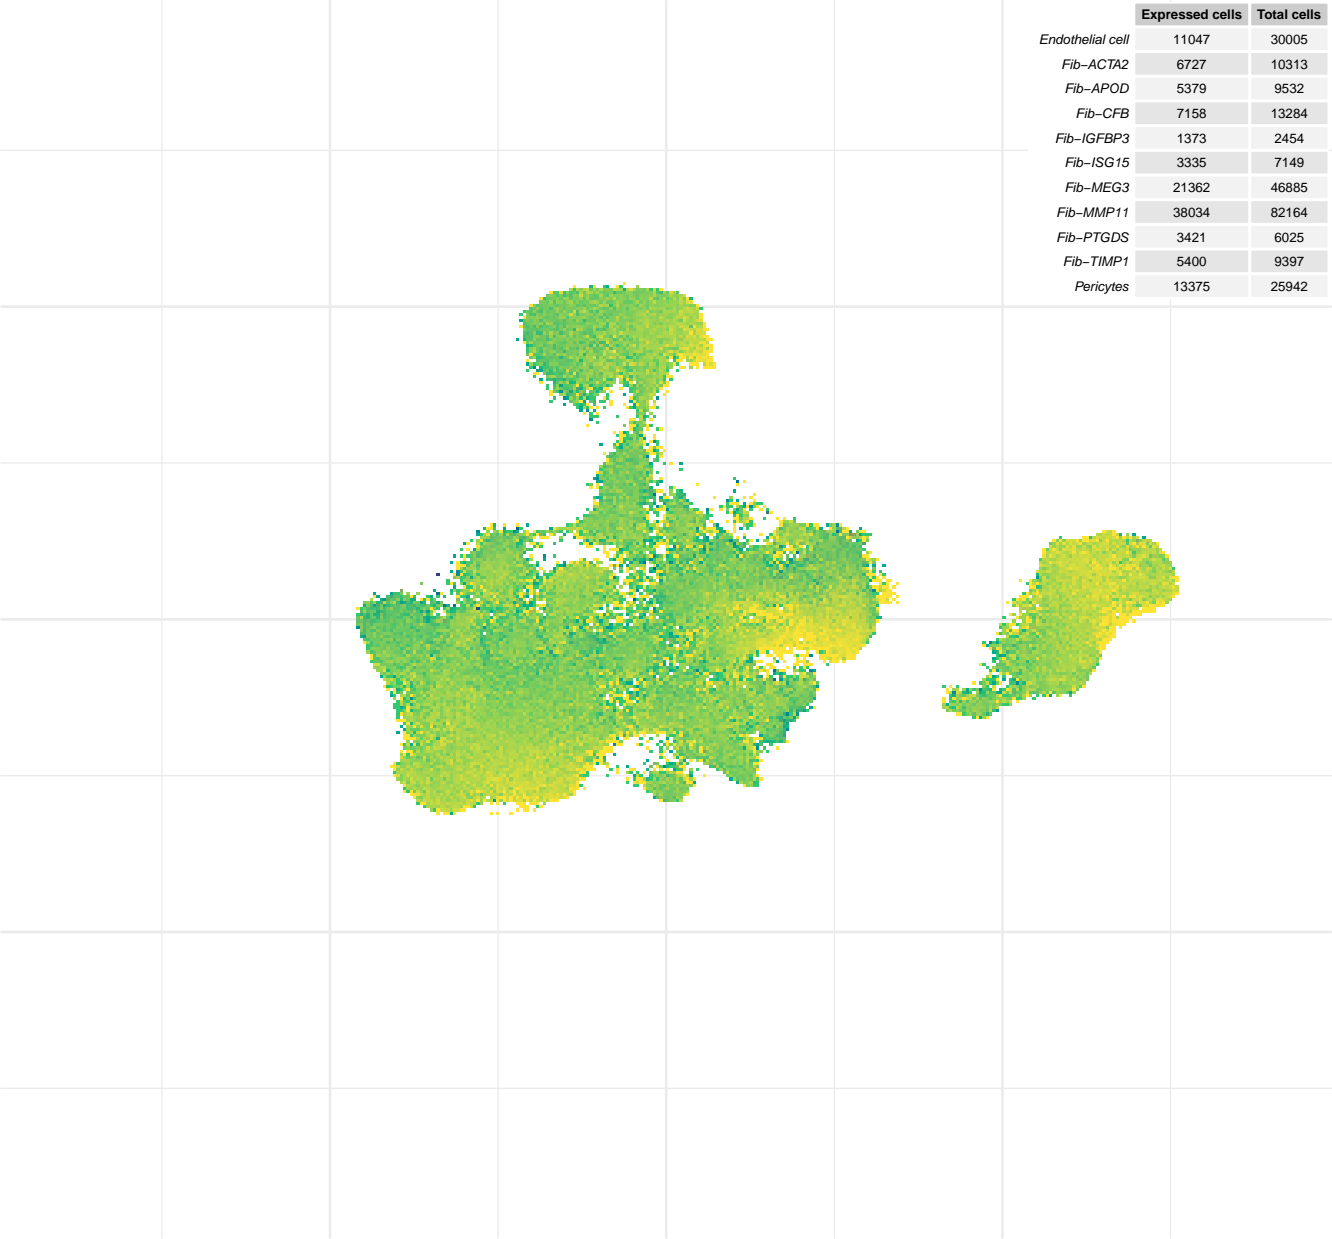 Expressed cells Total cells
Endothelial cell 11047 30005
Fib−ACTA2 6727 10313
Fib−APOD 5379 9532
Fib−CFB 7158 13284
Fib−IGFBP3 1373 2454
Fib−ISG15 3335 7149
Fib−MEG3 21362 46885
Fib−MMP11 38034 82164
Fib−PTGDS 3421 6025
Fib−TIMP1 5400 9397
Pericytes 13375 25942